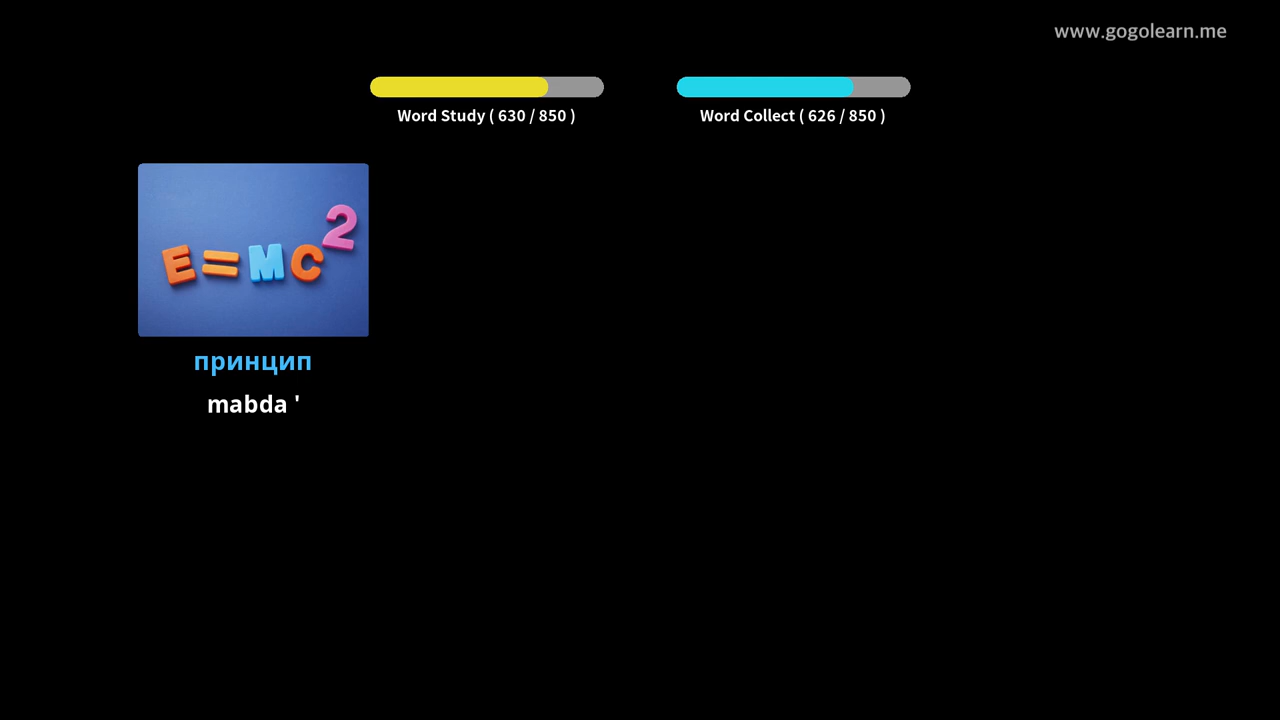 www.gogolearn.me
Word Study ( 630 / 850 )
Word Collect ( 626 / 850 )
E=MC2
принцип
mabda '